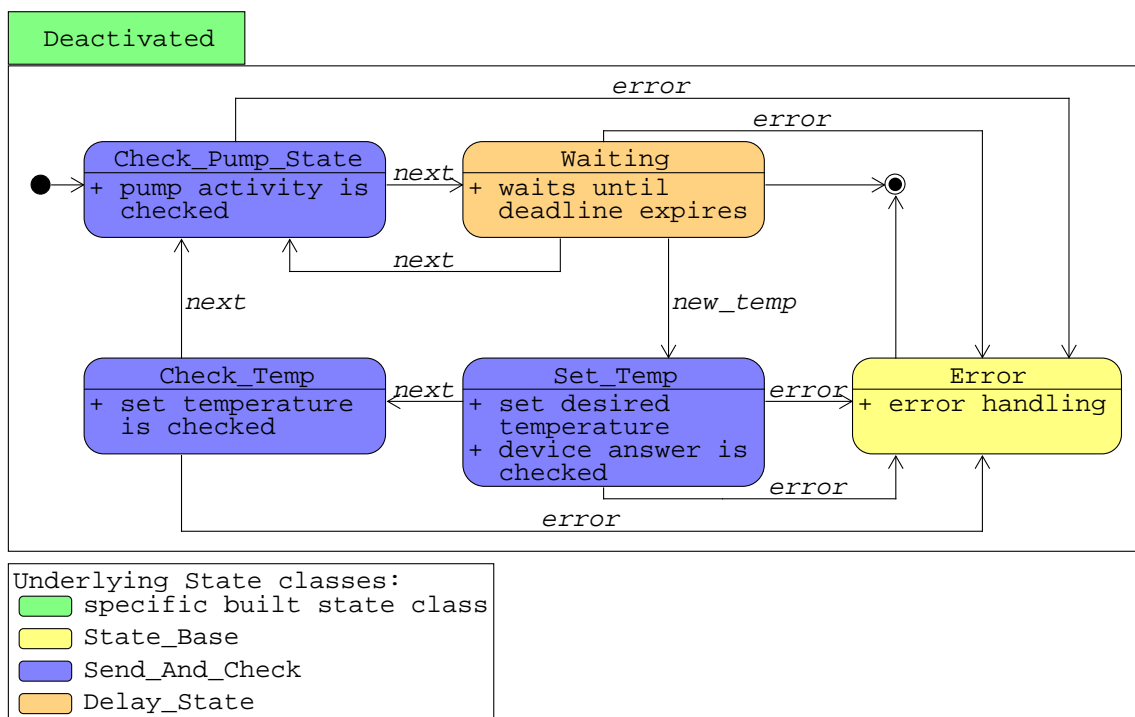 Deactivated
error
error
Check_Pump_State
+ pump activity is
checked
next
Waiting
+ waits until
deadline expires
next
next
new_temp
Check_Temp
+ set temperature
is checked
next
Set_Temp
+ set desired
temperature
+ device answer is
checked
error
Error
+ error handling
error
error
Underlying State classes:
specific built state class
State_Base
Send_And_Check
Delay_State